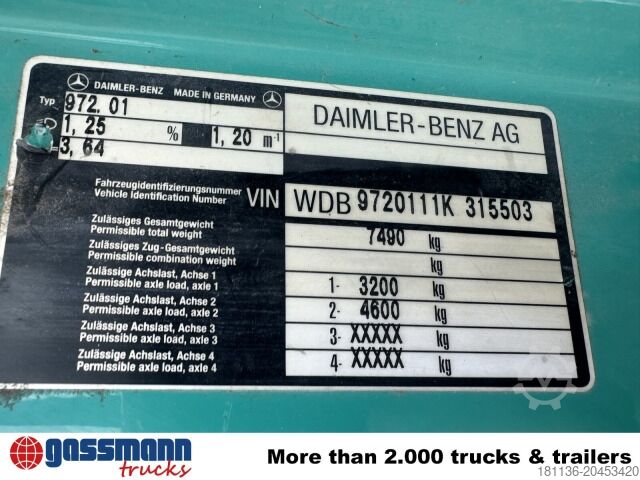 DAIMLER-BENZ MADE IN GERMANY
Typ 972. 01
1, 25 % 1, 20 m⁻¹
3, 64
DAIMLER-BENZ AG
Fahrzeugidentifizierungsnummer
Vehicle Identification Number
VIN WDB 9720111K 315503
Zulässiges Gesamtgewicht
Permissible total weight
7490 kg
Zulässiges Zug-Gesamtgewicht
Permissible combination weight
kg
Zulässige Achslast, Achse 1
Permissible axle load, axle 1
1- 3200 kg
Zulässige Achslast, Achse 2
Permissible axle load, axle 2
2- 4600 kg
Zulässige Achslast, Achse 3
Permissible axle load, axle 3
3- XXXXX kg
Zulässige Achslast, Achse 4
Permissible axle load, axle 4
4- XXXXX kg
gassmann
trucks
More than 2.000 trucks & trailers
181136-20453420